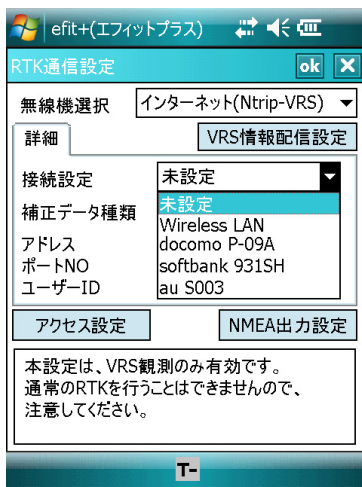 efit+(エフィットプラス)
RTK通信設定 ok
無線機選択 インターネット(Ntrip-VRS)
詳細 VRS情報配信設定
接続設定 未設定
補正データ種類 未設定
Wireless LAN
アドレス docomo P-09A
ポートNO softbank 931SH
ユーザーID au S003
アクセス設定 NMEA出力設定
本設定は、VRS観測のみ有効です。
通常のRTKを行うことはできませんので、
注意してください。
T-